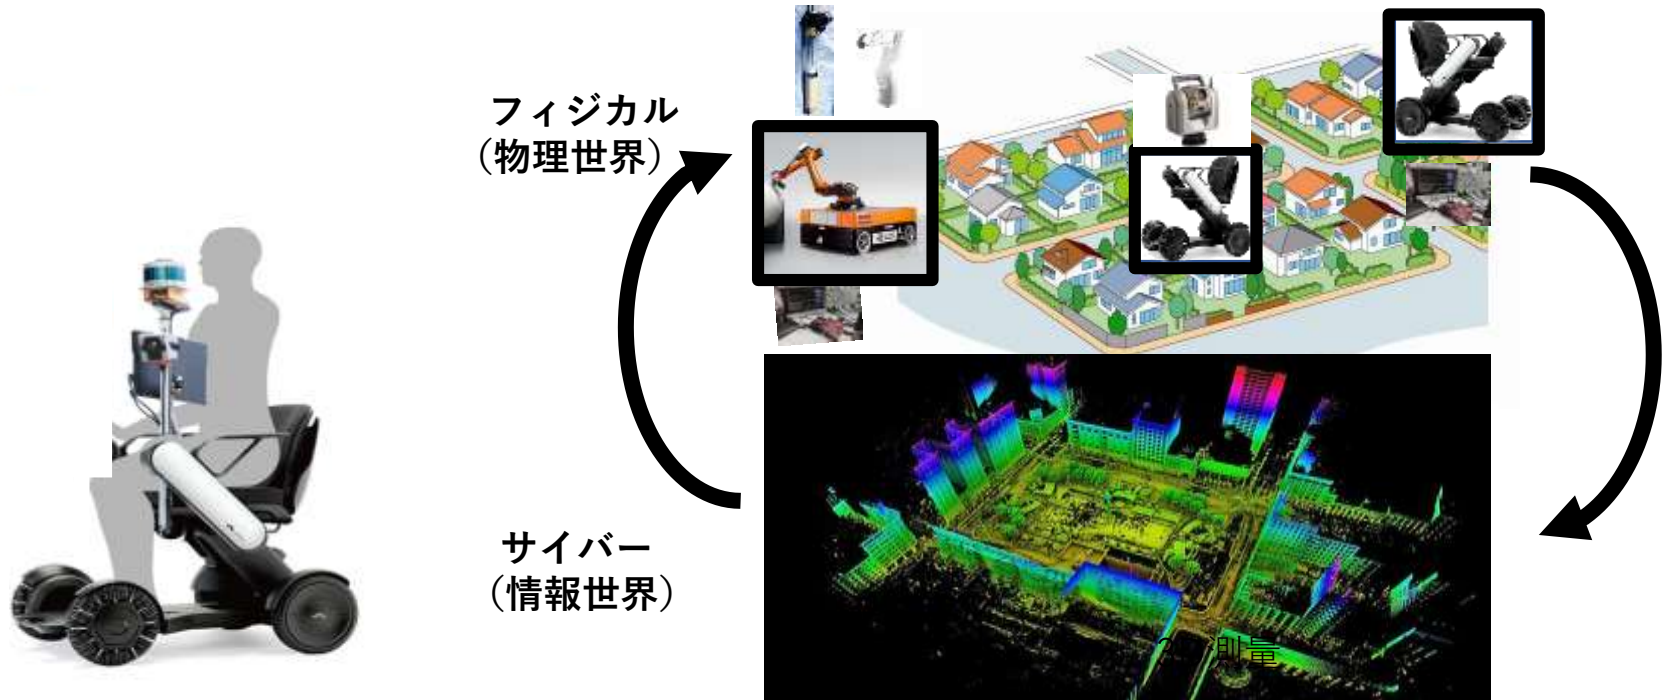 フィジカル
（物理世界）
サイバー
（情報世界）
測量